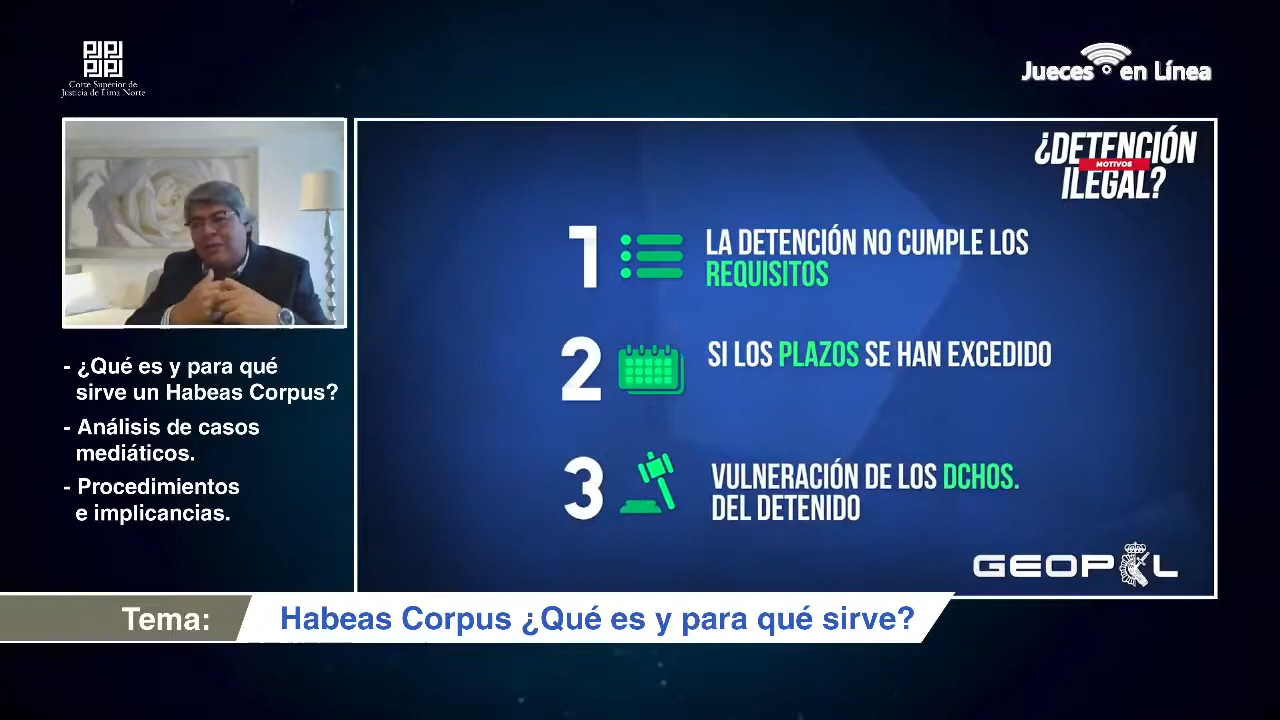 Corte Superior de
Justicia de Lima Norte
Jueces en Línea
¿DETENCIÓN
MOTIVOS
ILEGAL?
1 LA DETENCIÓN NO CUMPLE LOS
REQUISITOS
2 SI LOS PLAZOS SE HAN EXCEDIDO
3 VULNERACIÓN DE LOS DCHOS.
DEL DETENIDO
GEOPOL
- ¿Qué es y para qué
sirve un Habeas Corpus?
- Análisis de casos
mediáticos.
- Procedimientos
e implicancias.
Tema: Habeas Corpus ¿Qué es y para qué sirve?